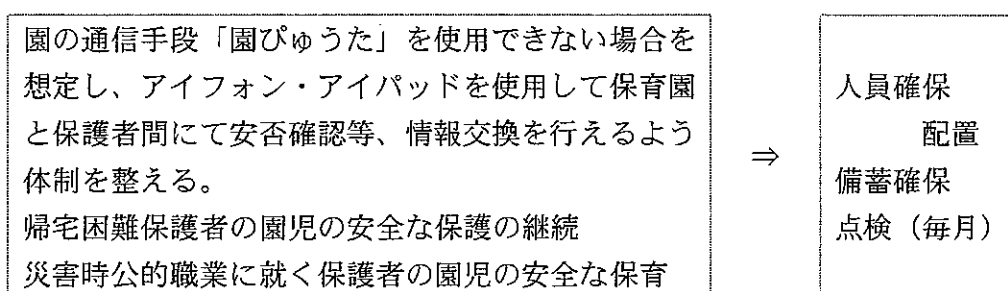 園の通信手段「園ぴゅうた」を使用できない場合を
想定し、アイフォン・アイパッドを使用して保育園
と保護者間にて安否確認等、情報交換を行えるよう
体制を整える。
帰宅困難保護者の園児の安全な保護の継続
災害時公的職業に就く保護者の園児の安全な保育
⇒
人員確保
配置
備蓄確保
点検（毎月）